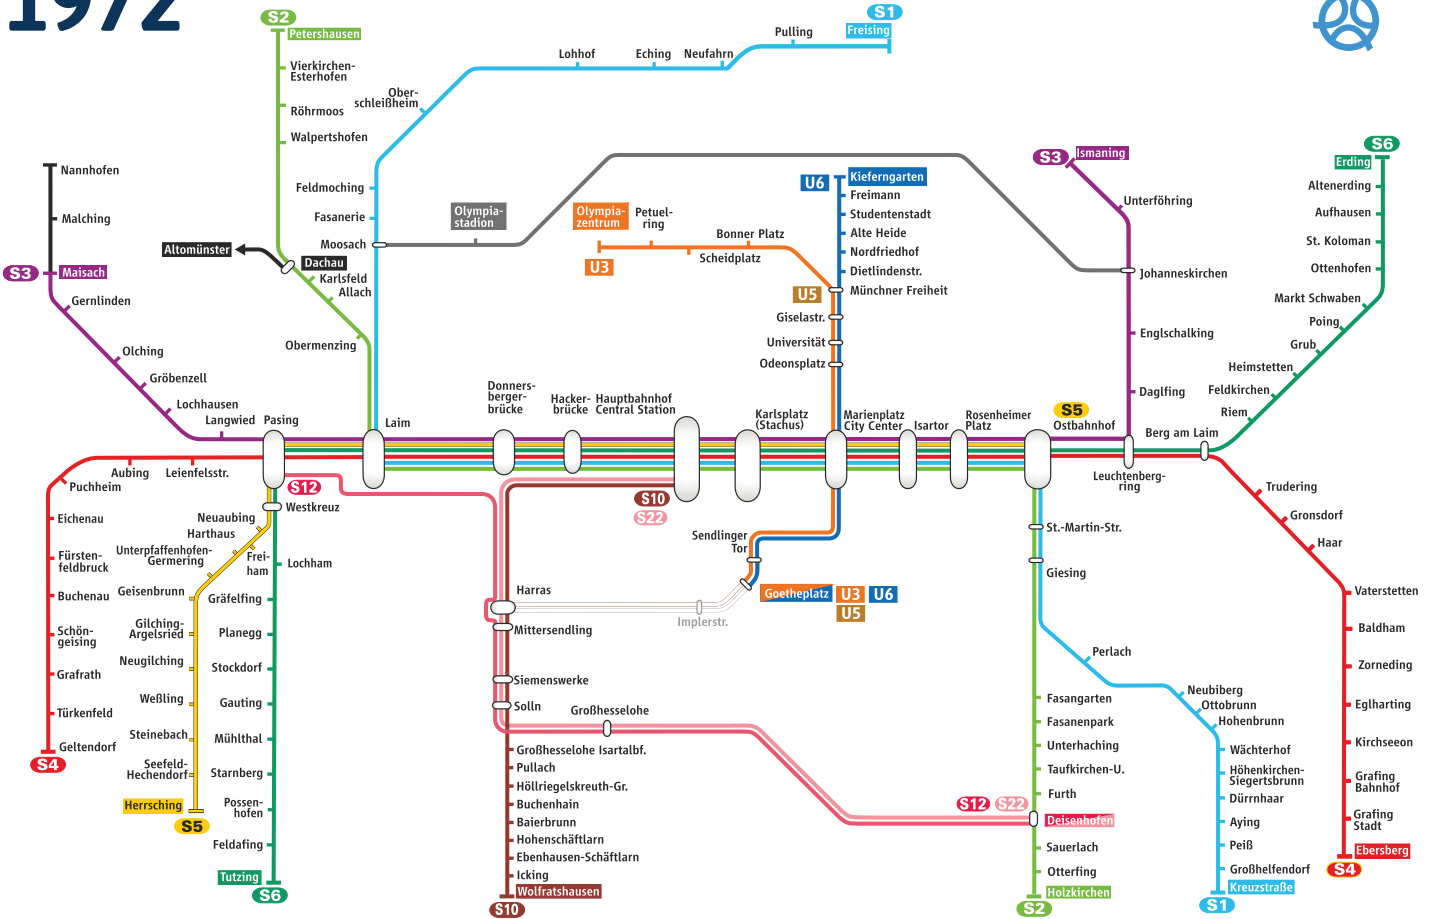 1972
S2
Petershausen
Vierkirchen-
Esterhofen
Röhrmoos
Walpertshofen
S1
Freising
Pulling
Neufahrn
Eching
Lohhof
Ober-
schleißheim
Feldmoching
Fasanerie
Moosach
Olympia-
stadion
Olympia-
zentrum
U3
Petuel-
ring
Scheidplatz
Bonner Platz
U6
Kieferngarten
Freimann
Studentenstadt
Alte Heide
Nordfriedhof
Dietlindenstr.
Münchner Freiheit
U5
Giselastr.
Universität
Odeonsplatz
S3
Ismaning
Unterföhring
Johanneskirchen
Englschalking
Daglfing
S6
Erding
Altenerding
Aufhausen
St. Koloman
Ottenhofen
Markt Schwaben
Poing
Grub
Heimstetten
Feldkirchen
Riem
Nannhofen
Malching
S3
Maisach
Gernlinden
Olching
Gröbenzell
Lochhausen
Langwied
Altomünster
Dachau
Karlsfeld
Allach
Obermenzing
Pasing
Laim
Donners-
berger-
brücke
Hacker-
brücke
Hauptbahnhof
Central Station
Karlsplatz
(Stachus)
Marienplatz
City Center
Isartor
Rosenheimer
Platz
S5
Ostbahnhof
Leuchtenberg-
ring
Berg am Laim
Aubing
Leienfelsstr.
Puchheim
Eichenau
Fürsten-
feldbruck
Buchenau
Schön-
geising
Grafrath
Türkenfeld
Geltendorf
S4
S12
Westkreuz
Neuaubing
Harthaus
Unterpfaffenhofen-
Germering
Frei-
ham
Geisenbrunn
Gilching-
Argelsried
Neugilching
Weßling
Steinebach
Seefeld-
Hechendorf
Herrsching
S5
Lochham
Gräfelfing
Planegg
Stockdorf
Gauting
Mühlthal
Starnberg
Possen-
hofen
Feldafing
Tutzing
S6
S10
S22
Sendlinger
Tor
Goetheplatz
U3
U6
U5
Implerstr.
Harras
Mittersendling
Siemenswerke
Solln
Großhesselohe
Großhesselohe Isartalbf.
Pullach
Höllriegelskreuth-Gr.
Buchenhain
Baierbrunn
Hohenschäftlarn
Ebenhausen-Schäftlarn
Icking
Wolfratshausen
S10
St.-Martin-Str.
Giesing
Fasangarten
Fasanenpark
Unterhaching
Taufkirchen-U.
Furth
S12
S22
Deisenhofen
Sauerlach
Otterfing
Holzkirchen
S2
Perlach
Neubiberg
Ottobrunn
Hohenbrunn
Wächterhof
Höhenkirchen-
Siegertsbrunn
Dürrnhaar
Aying
Peiß
Großhelfendorf
Kreuzstraße
S1
Trudering
Gronsdorf
Haar
Vaterstetten
Baldham
Zorneding
Eglharting
Kirchseeon
Grafing
Bahnhof
Grafing
Stadt
Ebersberg
S4